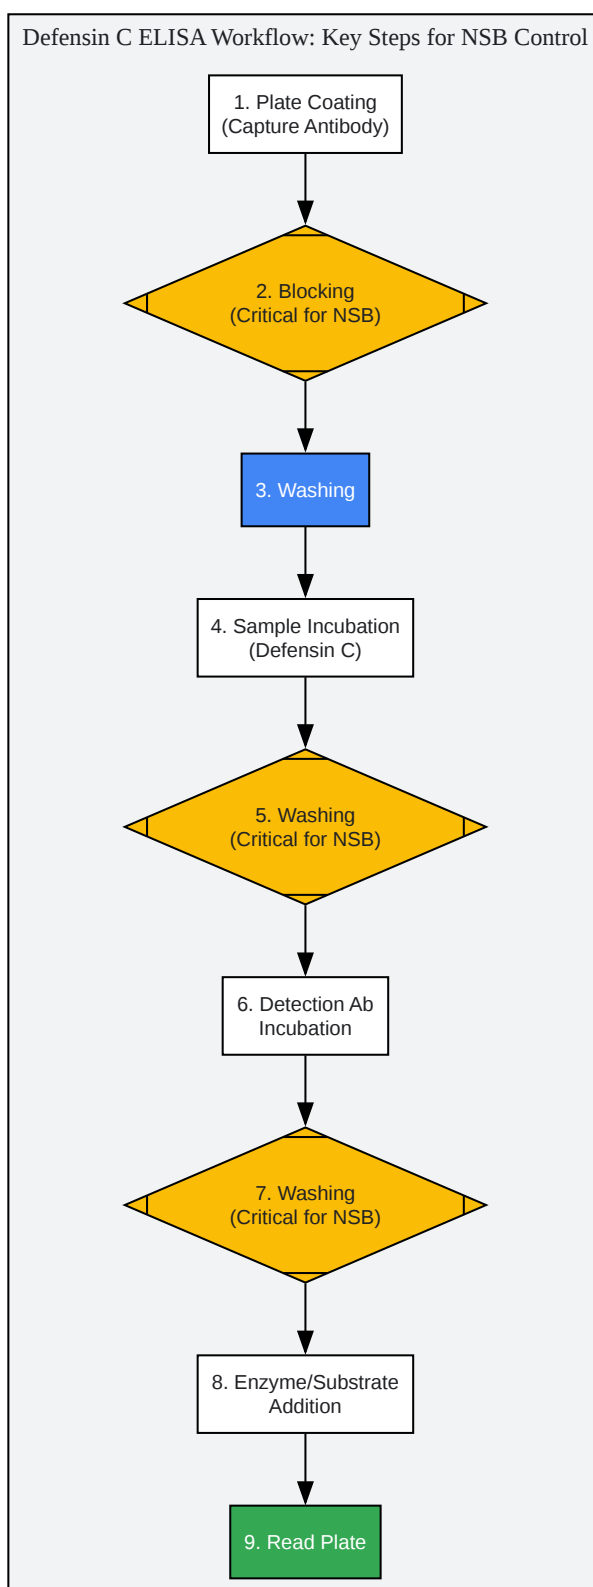 Defensin C ELISA Workflow: Key Steps for NSB Control
1. Plate Coating
(Capture Antibody)
2. Blocking
(Critical for NSB)
3. Washing
4. Sample Incubation
(Defensin C)
5. Washing
(Critical for NSB)
6. Detection Ab
Incubation
7. Washing
(Critical for NSB)
8. Enzyme/Substrate
Addition
9. Read Plate